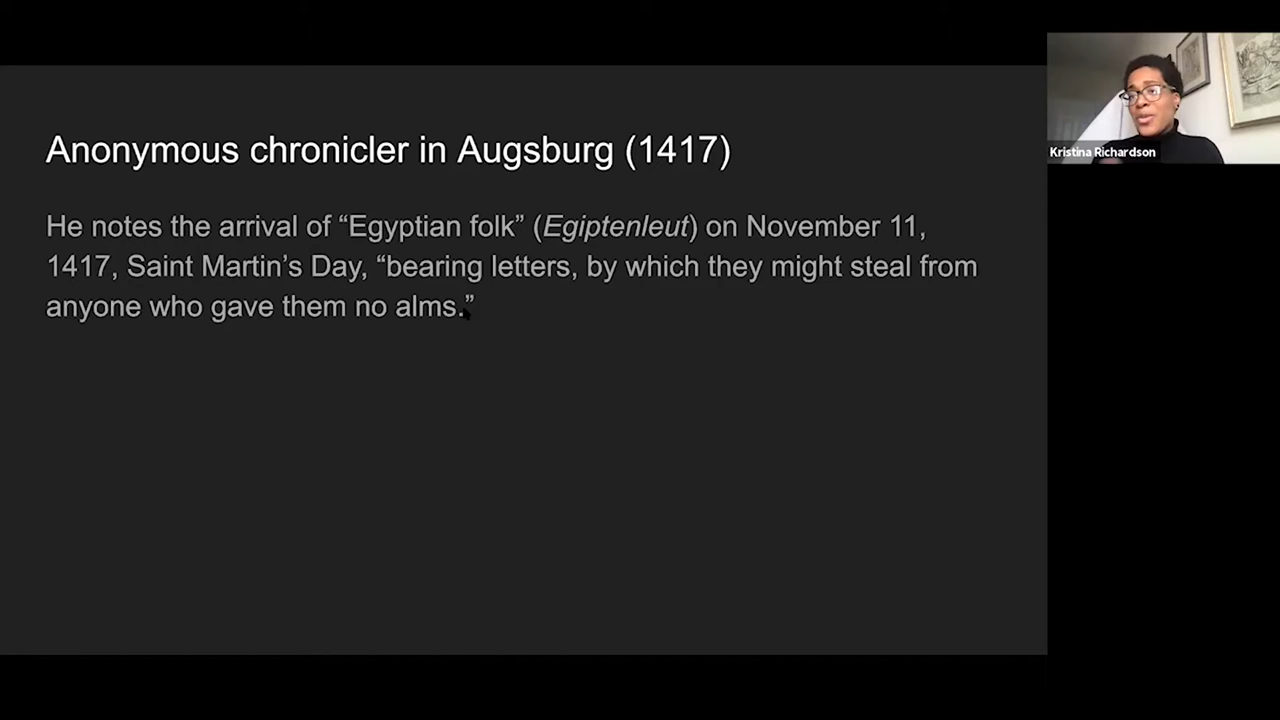 Anonymous chronicler in Augsburg (1417)
He notes the arrival of “Egyptian folk” (Egiptenleut) on November 11,
1417, Saint Martin’s Day, “bearing letters, by which they might steal from
anyone who gave them no alms.”
Kristina Richardson